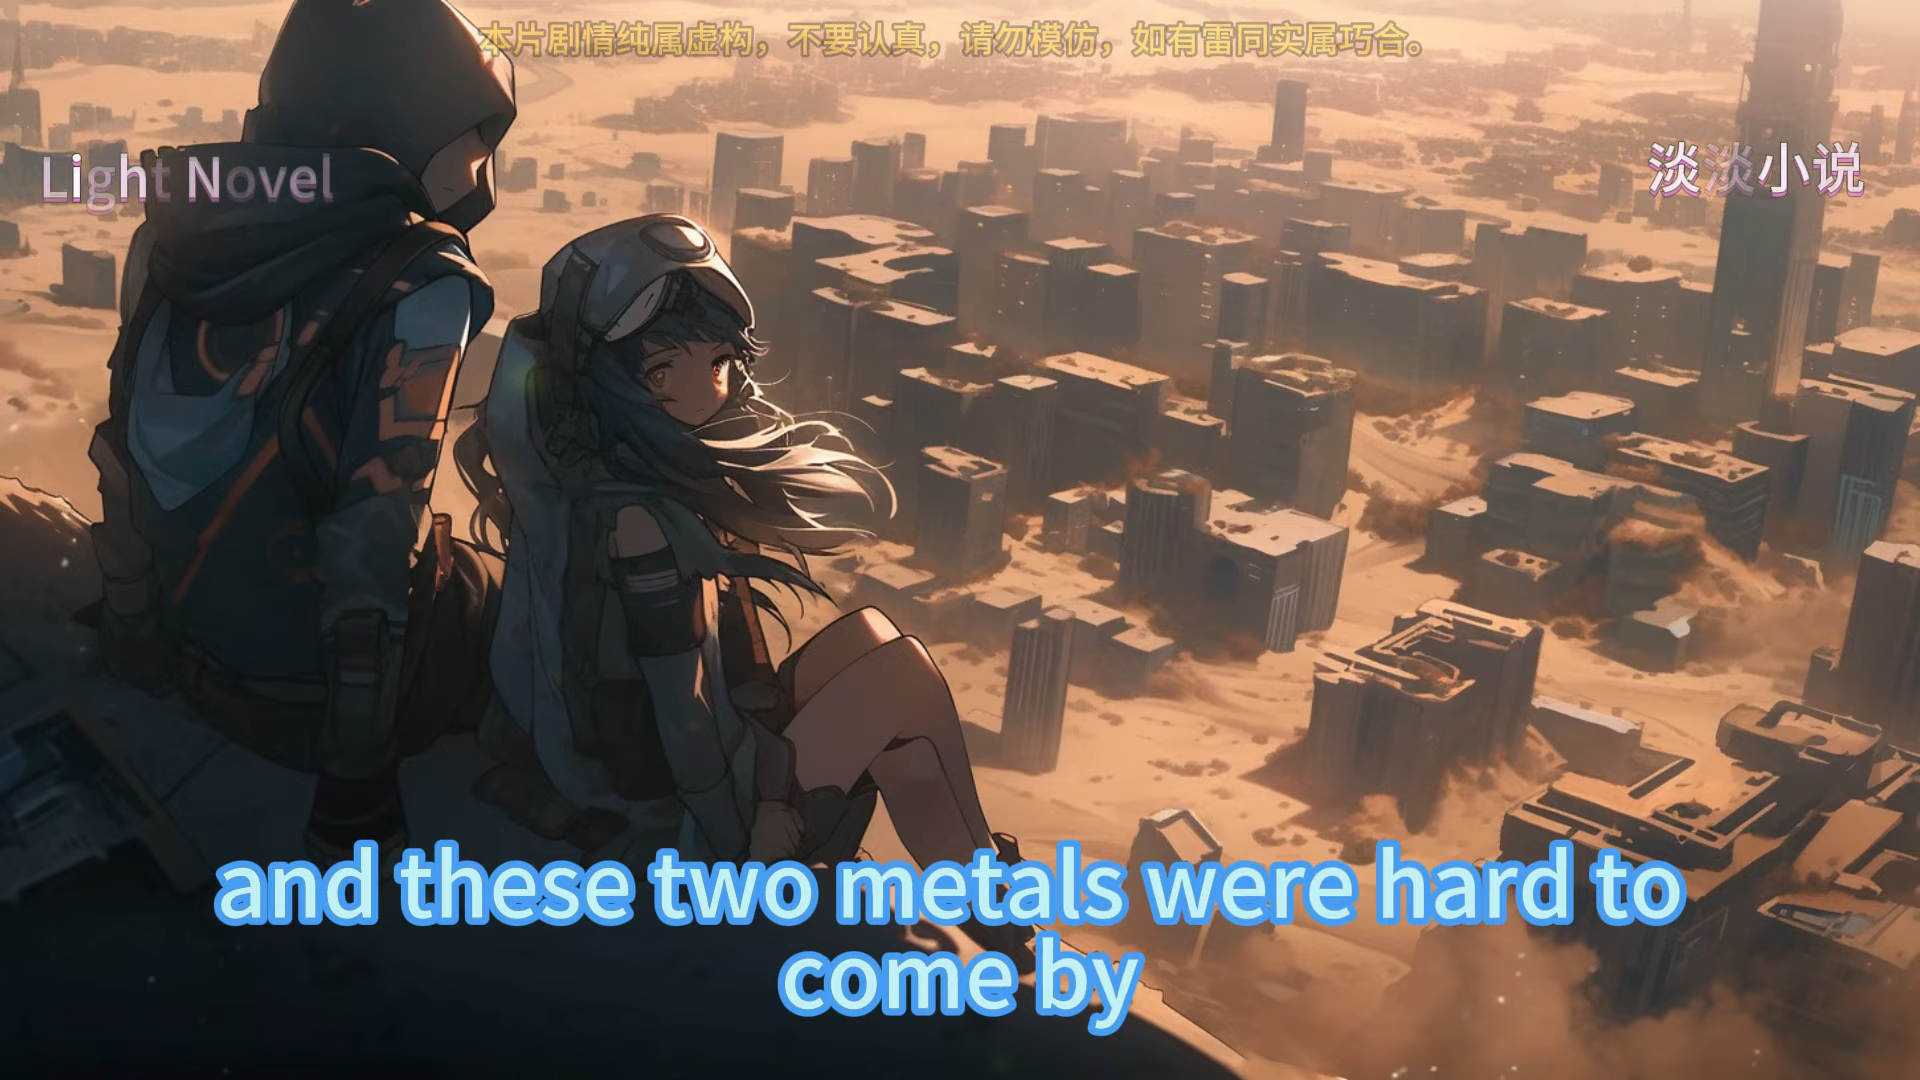 本片剧情纯属虚构，不要认真，请勿模仿，如有雷同实属巧合。
Light Novel
淡淡小说
and these two metals were hard to
come by